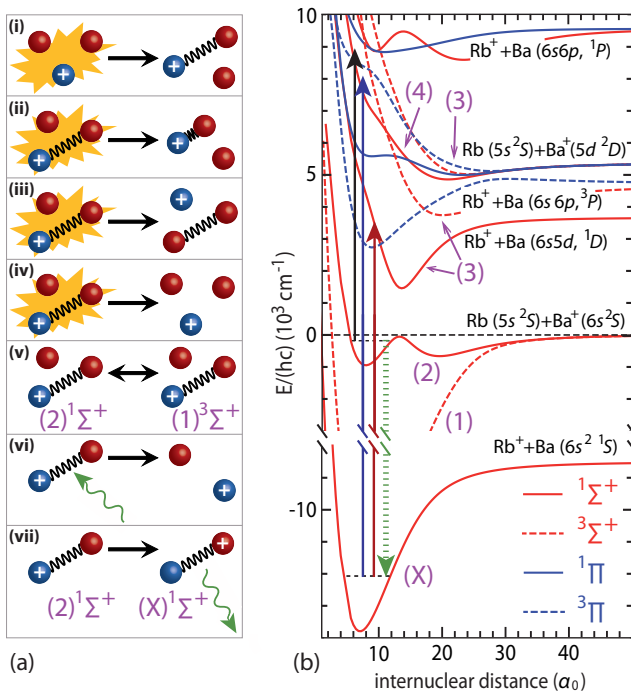 (i)
+
+
(ii)
+
+
(iii)
+
+
(iv)
+
+
(v)
+
+
(2)¹Σ⁺ (1)³Σ⁺
(vi)
+
+
(vii)
+
+
(2)¹Σ⁺ (X)¹Σ⁺
(a)
E/(hc) (10³ cm⁻¹)
10
5
0
-10
Rb⁺+Ba (6s6p, ¹P)
(4)
(3)
Rb (5s ²S)+Ba⁺(5d ²D)
Rb⁺+Ba (6s 6p,³P)
Rb⁺+Ba (6s5d, ¹D)
(3)
Rb (5s ²S)+Ba⁺(6s²S)
(2)
(1)
Rb⁺+Ba (6s² ¹S)
¹Σ⁺
³Σ⁺
(X)
¹Π
³Π
10 20 30 40
(b)
internuclear distance (α₀)